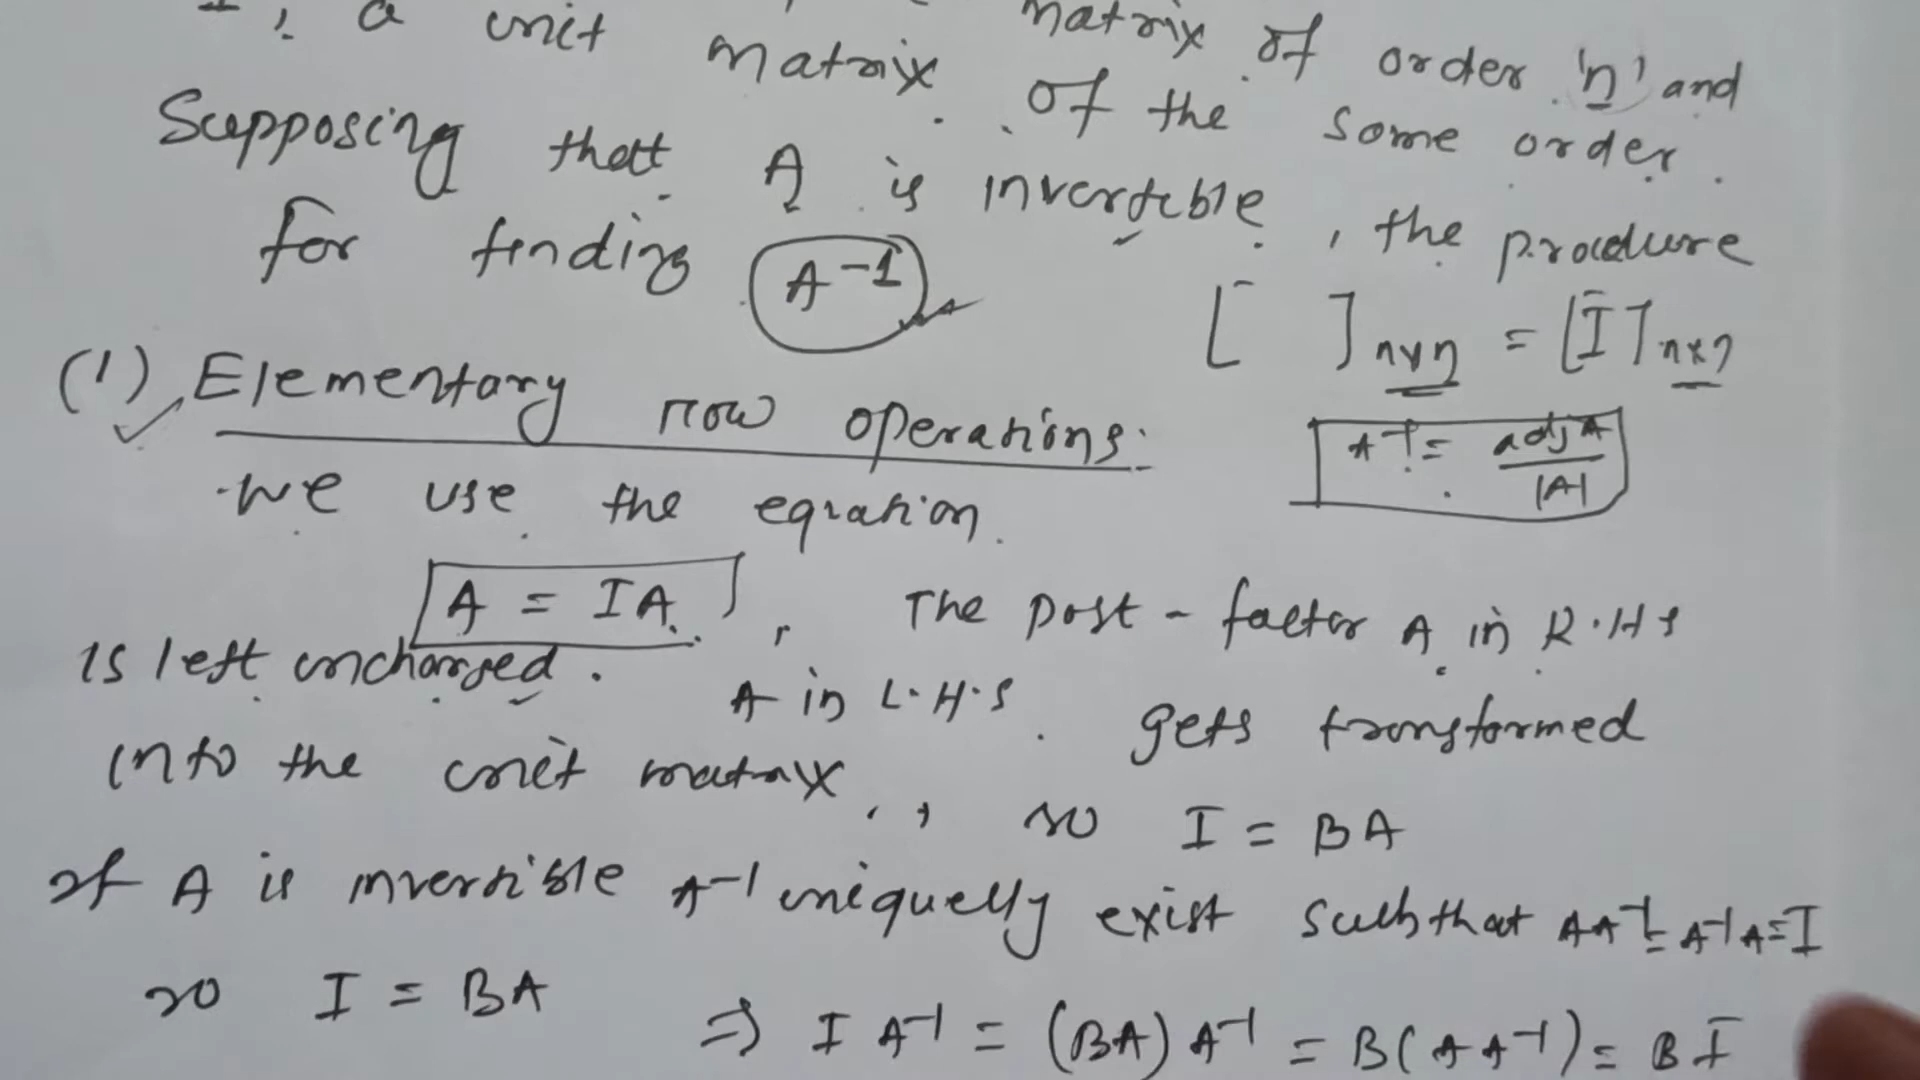 matrix of order 'n' and
I, a unit matrix of the same order.
Supposing that A is invertible, the procedure
for finding A⁻¹
[ ]n×n = [I]n×n
(1) Elementary row operations:
A⁻¹ = adj A / |A|
we use the equation.
A = IA, The post-factor A in R.H.S
is left unchanged. A in L.H.S. gets transformed
into the unit matrix, so I = BA
If A is invertible A⁻¹ uniquely exist such that AA⁻¹ = A⁻¹A = I
so I = BA
⇒ I A⁻¹ = (BA) A⁻¹ = B(AA⁻¹) = BI